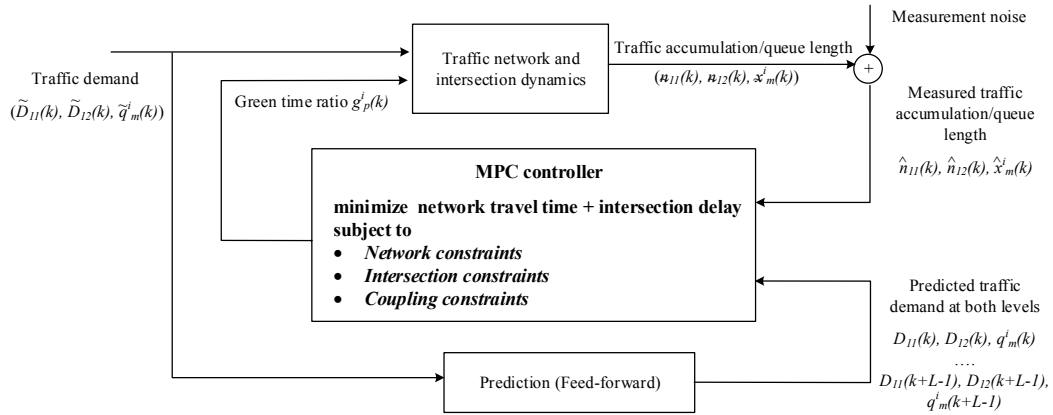 Measurement noise
Traffic demand
(D̃₁₁(k), D̃₁₂(k), q̃ⁱₘ(k))
Traffic network and
intersection dynamics
Traffic accumulation/queue length
(n₁₁(k), n₁₂(k), xⁱₘ(k))
+
Green time ratio gⁱₚ(k)
Measured traffic
accumulation/queue
length
n̂₁₁(k), n̂₁₂(k), x̂ⁱₘ(k)
MPC controller
minimize network travel time + intersection delay
subject to
• Network constraints
• Intersection constraints
• Coupling constraints
Predicted traffic
demand at both levels
D₁₁(k), D₁₂(k), qⁱₘ(k)
....
D₁₁(k+L-1), D₁₂(k+L-1),
qⁱₘ(k+L-1)
Prediction (Feed-forward)